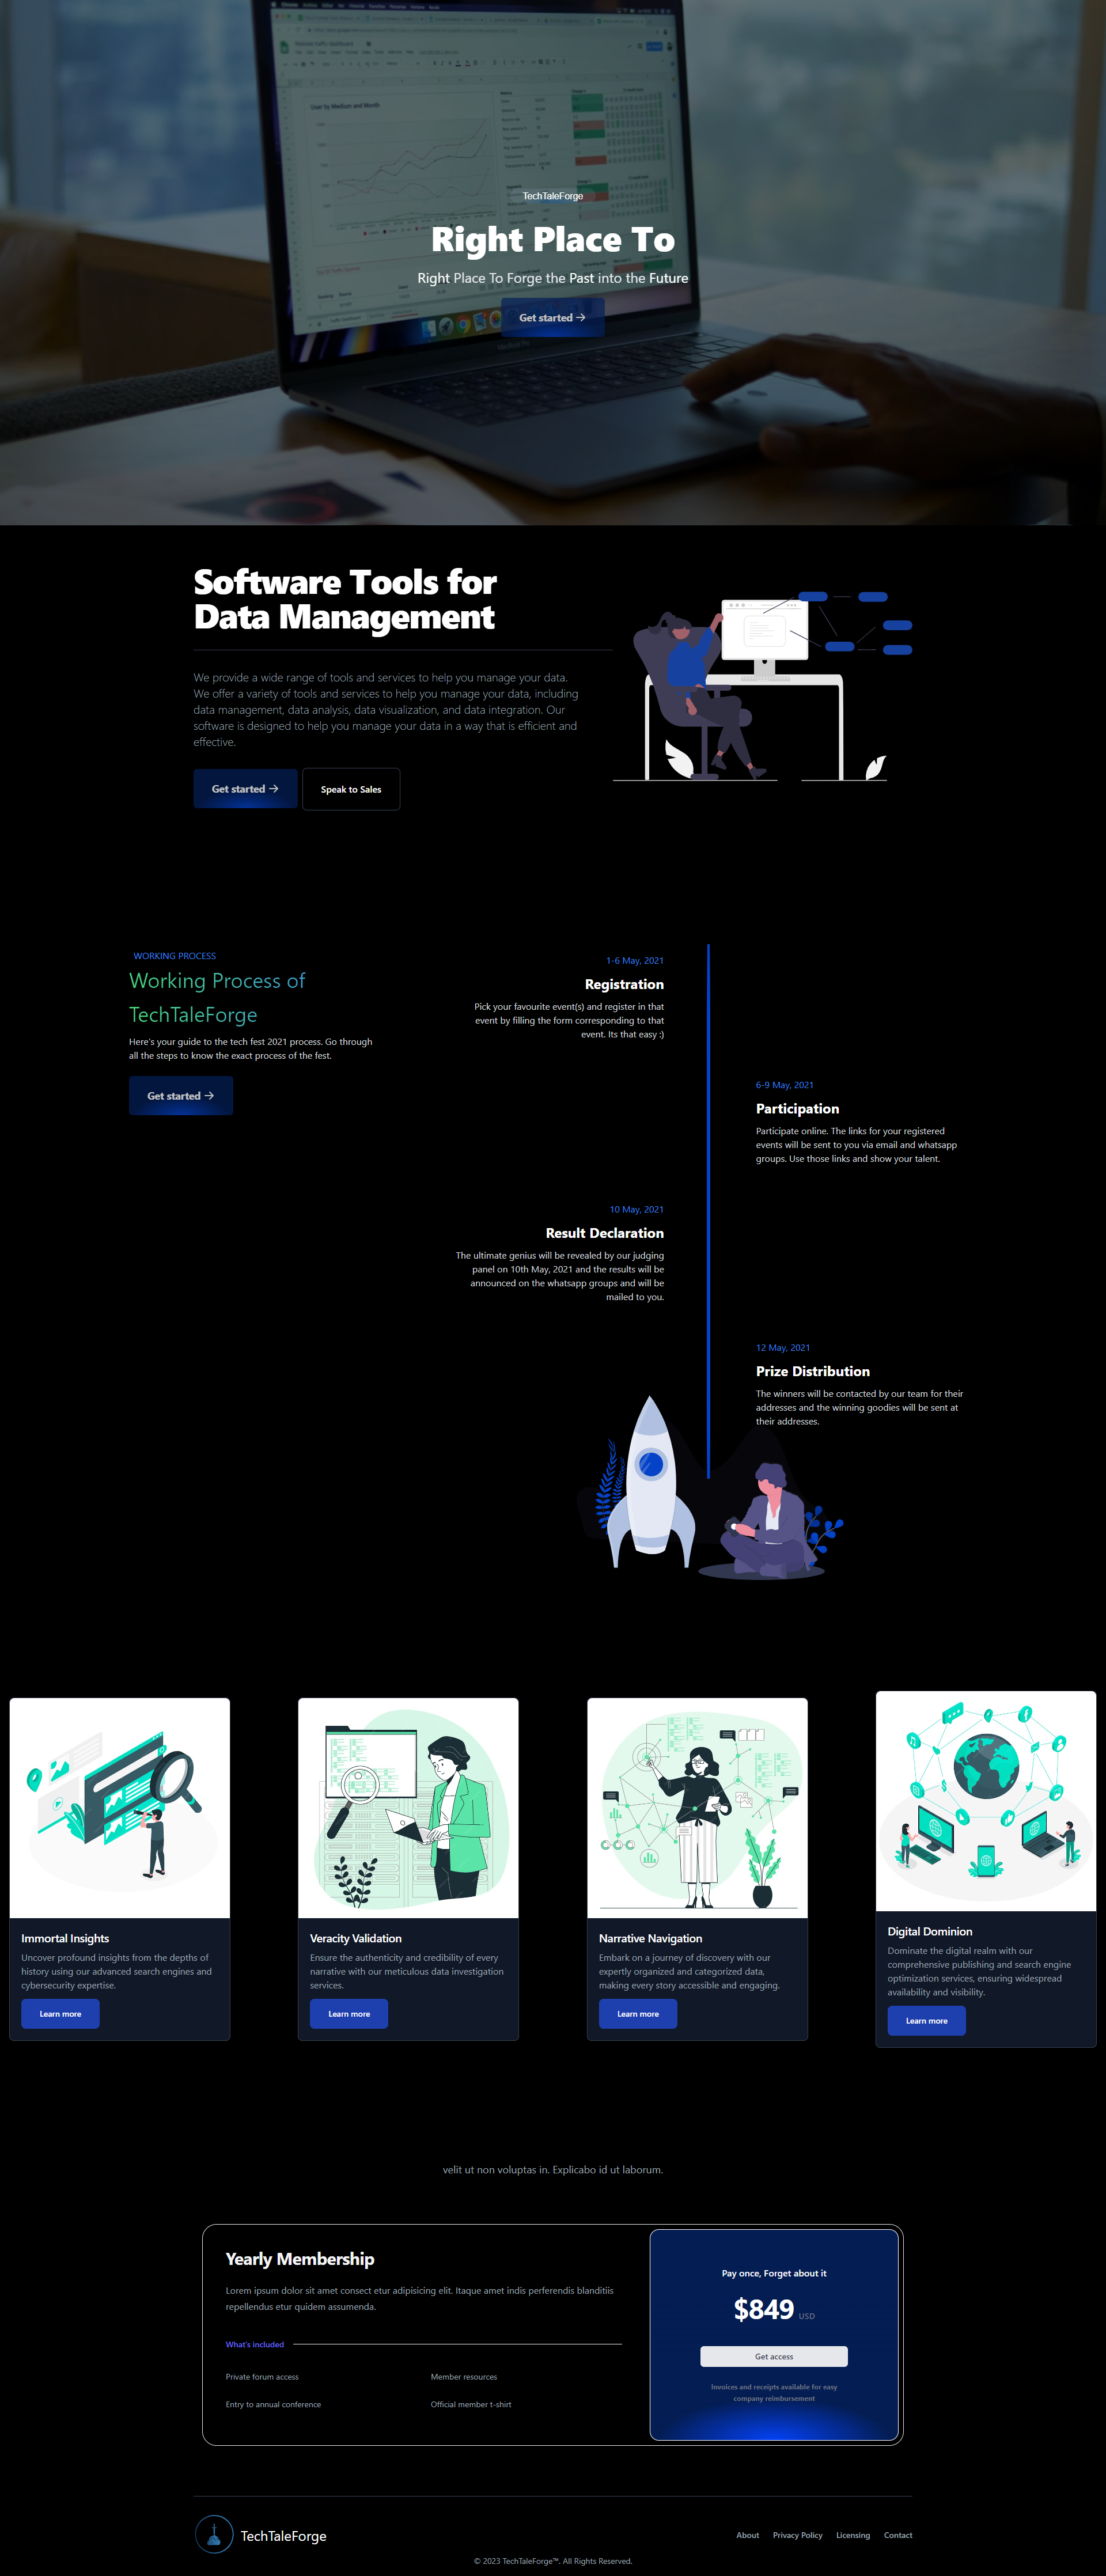 User by Medium and Month
TechTaleForge
Right Place To
Right Place To Forge the Past into the Future
Get started →
Software Tools for
Data Management
We provide a wide range of tools and services to help you manage your data.
We offer a variety of tools and services to help you manage your data, including
data management, data analysis, data visualization, and data integration. Our
software is designed to help you manage your data in a way that is efficient and
effective.
Get started →
Speak to Sales
WORKING PROCESS
Working Process of
TechTaleForge
Here's your guide to the tech fest 2021 process. Go through
all the steps to know the exact process of the fest.
Get started →
1-6 May, 2021
Registration
Pick your favourite event(s) and register in that
event by filling the form corresponding to that
event. Its that easy :)
6-9 May, 2021
Participation
Participate online. The links for your registered
events will be sent to you via email and whatsapp
groups. Use those links and show your talent.
10 May, 2021
Result Declaration
The ultimate genius will be revealed by our judging
panel on 10th May, 2021 and the results will be
announced on the whatsapp groups and will be
mailed to you.
12 May, 2021
Prize Distribution
The winners will be contacted by our team for their
addresses and the winning goodies will be sent at
their addresses.
Immortal Insights
Uncover profound insights from the depths of
history using our advanced search engines and
cybersecurity expertise.
Learn more
Veracity Validation
Ensure the authenticity and credibility of every
narrative with our meticulous data investigation
services.
Learn more
Narrative Navigation
Embark on a journey of discovery with our
expertly organized and categorized data,
making every story accessible and engaging.
Learn more
Digital Dominion
Dominate the digital realm with our
comprehensive publishing and search engine
optimization services, ensuring widespread
availability and visibility.
Learn more
velit ut non voluptas in. Explicabo id ut laborum.
Yearly Membership
Lorem ipsum dolor sit amet consect etur adipisicing elit. Itaque amet indis perferendis blanditiis
repellendus etur quidem assumenda.
What's included
Private forum access
Member resources
Entry to annual conference
Official member t-shirt
Pay once, Forget about it
$849 USD
Get access
Invoices and receipts available for easy
company reimbursement
TechTaleForge
About
Privacy Policy
Licensing
Contact
© 2023 TechTaleForge™. All Rights Reserved.